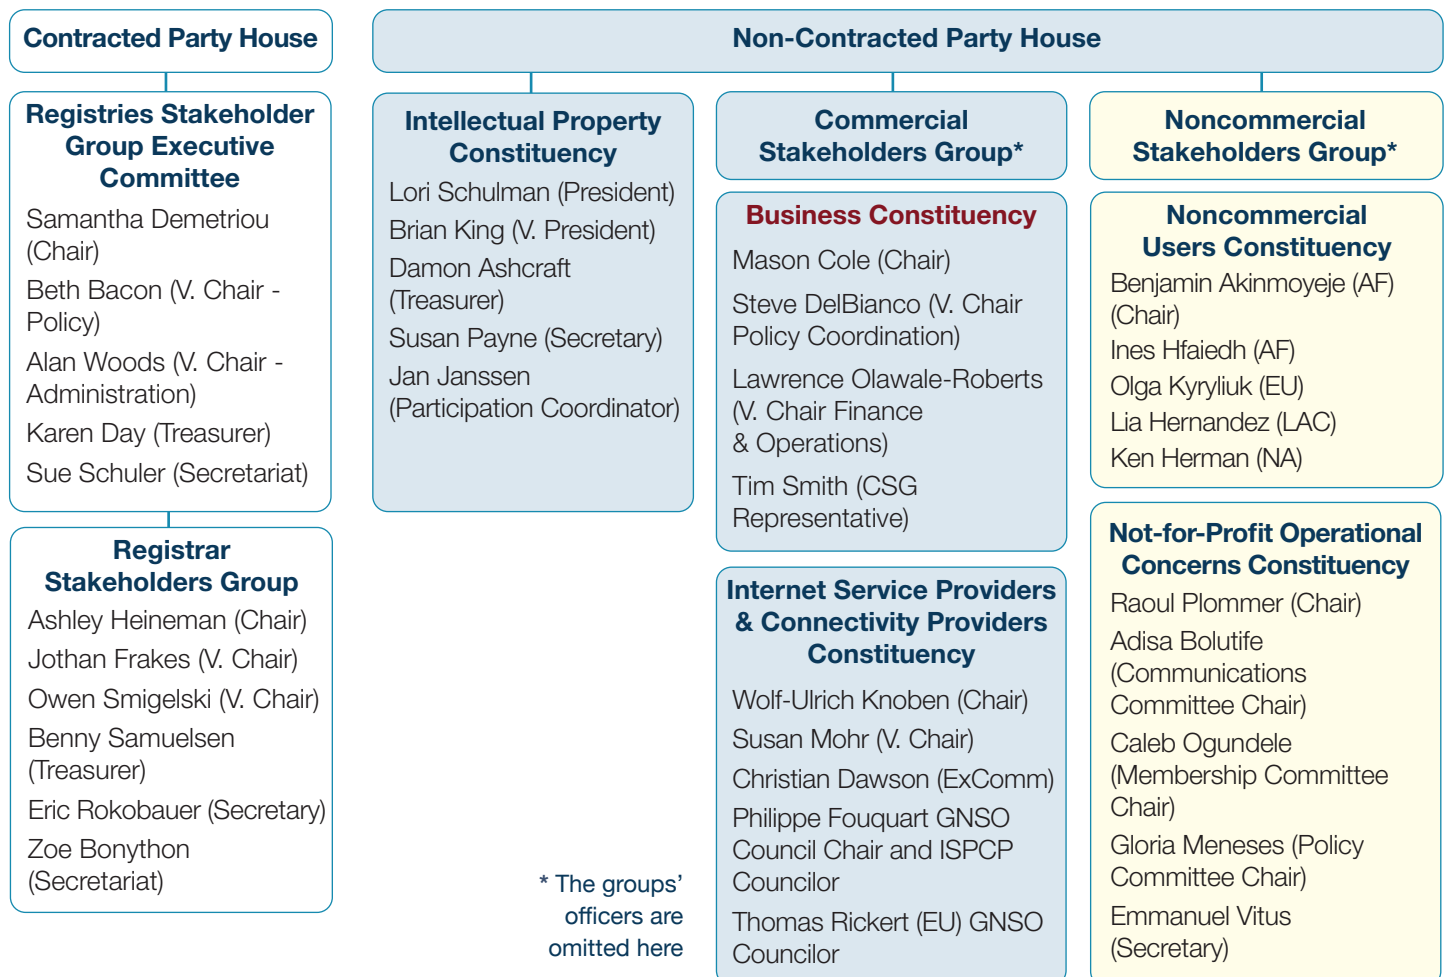 Contracted Party House
Non-Contracted Party House
Registries Stakeholder
Group Executive
Committee
Samantha Demetriou
(Chair)
Beth Bacon (V. Chair -
Policy)
Alan Woods (V. Chair -
Administration)
Karen Day (Treasurer)
Sue Schuler (Secretariat)
Registrar
Stakeholders Group
Ashley Heineman (Chair)
Jothan Frakes (V. Chair)
Owen Smigelski (V. Chair)
Benny Samuelsen
(Treasurer)
Eric Rokobauer (Secretary)
Zoe Bonython
(Secretariat)
Intellectual Property
Constituency
Lori Schulman (President)
Brian King (V. President)
Damon Ashcraft
(Treasurer)
Susan Payne (Secretary)
Jan Janssen
(Participation Coordinator)
Commercial
Stakeholders Group*
Business Constituency
Mason Cole (Chair)
Steve DelBianco (V. Chair
Policy Coordination)
Lawrence Olawale-Roberts
(V. Chair Finance
& Operations)
Tim Smith (CSG
Representative)
Internet Service Providers
& Connectivity Providers
Constituency
Wolf-Ulrich Knoben (Chair)
Susan Mohr (V. Chair)
Christian Dawson (ExComm)
Philippe Fouquart GNSO
Council Chair and ISPCP
Councilor
Thomas Rickert (EU) GNSO
Councilor
Noncommercial
Stakeholders Group*
Noncommercial
Users Constituency
Benjamin Akinmoyeje (AF)
(Chair)
Ines Hfaiedh (AF)
Olga Kyryliuk (EU)
Lia Hernandez (LAC)
Ken Herman (NA)
Not-for-Profit Operational
Concerns Constituency
Raoul Plommer (Chair)
Adisa Bolutife
(Communications
Committee Chair)
Caleb Ogundele
(Membership Committee
Chair)
Gloria Meneses (Policy
Committee Chair)
Emmanuel Vitus
(Secretary)
* The groups'
officers are
omitted here